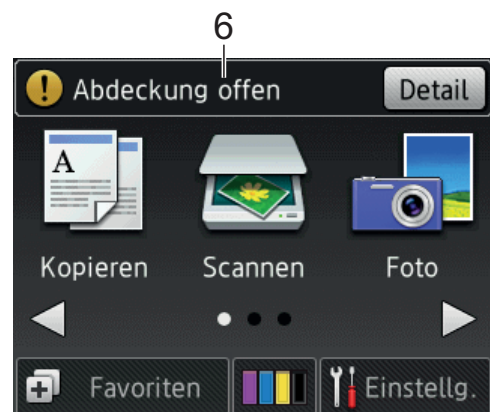 6
Abdeckung offen Detail
A
Kopieren Scannen Foto
Favoriten Einstellg.